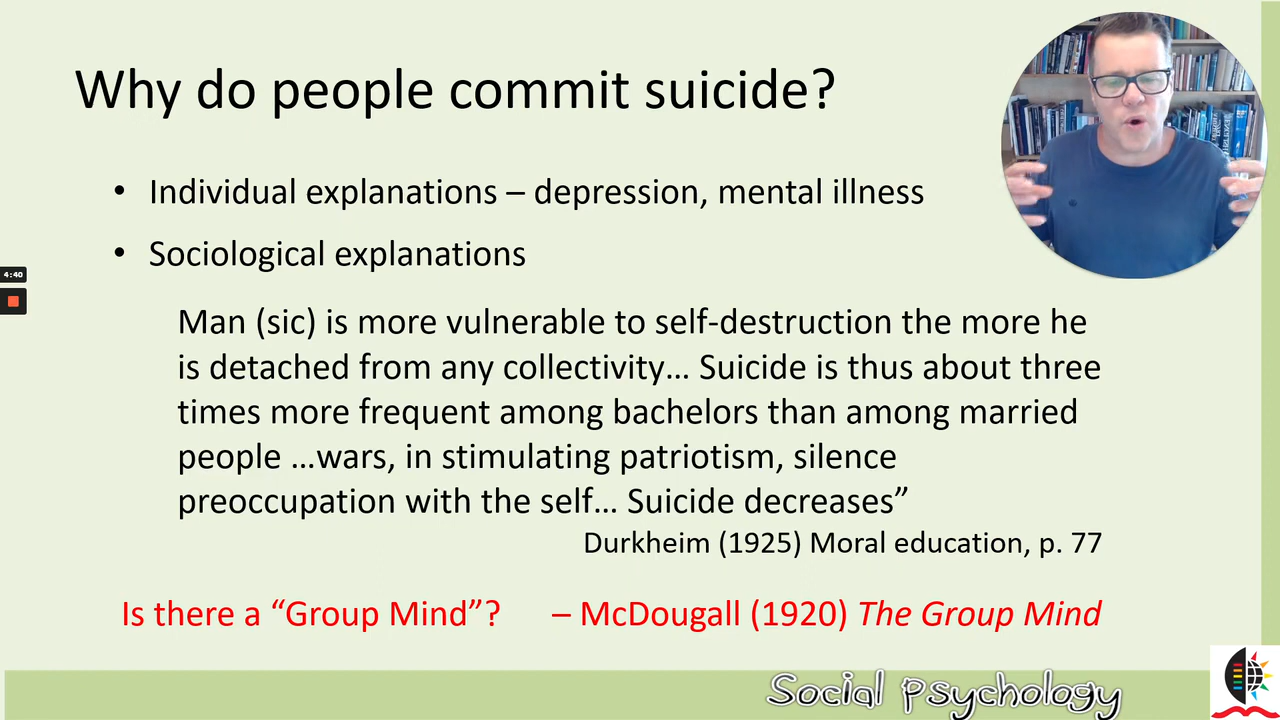 Why do people commit suicide?
• Individual explanations – depression, mental illness
• Sociological explanations
4:40
Man (sic) is more vulnerable to self-destruction the more he
is detached from any collectivity... Suicide is thus about three
times more frequent among bachelors than among married
people ...wars, in stimulating patriotism, silence
preoccupation with the self... Suicide decreases”
Durkheim (1925) Moral education, p. 77
Is there a “Group Mind”? – McDougall (1920) The Group Mind
Social Psychology